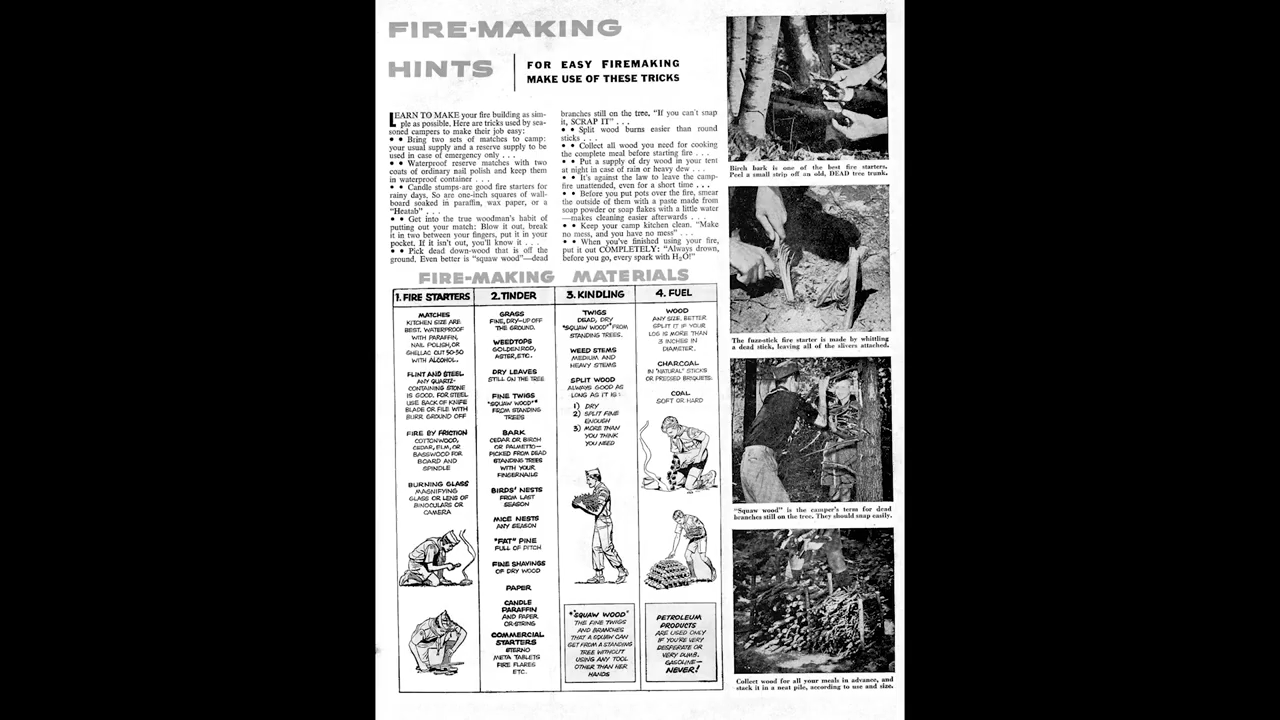 FIRE-MAKING
HINTS
FOR EASY FIREMAKING
MAKE USE OF THESE TRICKS
LEARN TO MAKE your fire building as sim-
ple as possible. Here are tricks used by sea-
soned campers to make their job easy:
• • Bring two sets of matches to camp:
your usual supply and a reserve supply to be
used in case of emergency only . . .
• • Waterproof reserve matches with two
coats of ordinary nail polish and keep them
in waterproof container . . .
• • Candle stumps are good fire starters for
rainy days. So are one-inch squares of wall-
board soaked in paraffin, wax paper, or a
"Heatab" . . .
• • Get into the true woodman's habit of
putting out your match: Blow it out, break
it in two between your fingers, put it in your
pocket. If it isn't out, you'll know it . . .
• • Pick dead down-wood that is off the
ground. Even better is "squaw wood"—dead
branches still on the tree. "If you can't snap
it, SCRAP IT" . . .
• • Split wood burns easier than round
sticks . . .
• • Collect all wood you need for cooking
the complete meal before starting fire . . .
• • Put a supply of dry wood in your tent
at night in case of rain or heavy dew . . .
• • It's against the law to leave the camp-
fire unattended, even for a short time . . .
• • Before you put pots over the fire, smear
the outside of them with a paste made from
soap powder or soap flakes with a little water
—makes cleaning easier afterwards . . .
• • Keep your camp kitchen clean. "Make
no mess, and you have no mess" . . .
• • When you've finished using your fire,
put it out COMPLETELY: "Always drown,
before you go, every spark with H₂O!"
FIRE-MAKING MATERIALS
1. FIRE STARTERS
MATCHES
KITCHEN SIZE ARE
BEST. WATERPROOF
WITH PARAFFIN,
NAIL POLISH, OR
SHELLAC CUT 50-50
WITH ALCOHOL.
FLINT AND STEEL
ANY QUARTZ-
CONTAINING STONE
IS GOOD. FOR STEEL
USE BACK OF KNIFE
BLADE OR FILE WITH
BURR GROUND OFF
FIRE BY FRICTION
COTTONWOOD,
CEDAR, ELM, OR
BASSWOOD FOR
BOARD AND
SPINDLE
BURNING GLASS
MAGNIFYING
GLASS OR LENS OF
BINOCULARS OR
CAMERA
2. TINDER
GRASS
FINE, DRY—UP OFF
THE GROUND.
WEEDTOPS
GOLDENROD,
ASTER, ETC.
DRY LEAVES
STILL ON THE TREE
FINE TWIGS
"SQUAW WOOD"*
FROM STANDING
TREES
BARK
CEDAR OR BIRCH
OR PALMETTO—
PICKED FROM DEAD
STANDING TREES
WITH YOUR
FINGERNAILS
BIRDS' NESTS
FROM LAST
SEASON
MICE NESTS
ANY SEASON
"FAT" PINE
FULL OF PITCH
FINE SHAVINGS
OF DRY WOOD
PAPER
CANDLE
PARAFFIN
AND PAPER
OR STRING
COMMERCIAL
STARTERS
STERNO
META TABLETS
FIRE FLARES
ETC.
3. KINDLING
TWIGS
DEAD, DRY
"SQUAW WOOD"* FROM
STANDING TREES.
WEED STEMS
MEDIUM AND
HEAVY STEMS
SPLIT WOOD
ALWAYS GOOD AS
LONG AS IT IS:
1) DRY
2) SPLIT FINE
ENOUGH
3) MORE THAN
YOU THINK
YOU NEED
*"SQUAW WOOD"
THE FINE TWIGS
AND BRANCHES
THAT A SQUAW CAN
GET FROM A STANDING
TREE WITHOUT
USING ANY TOOL
OTHER THAN HER
HANDS
4. FUEL
WOOD
ANY SIZE. BETTER
SPLIT IT IF YOUR
LOG IS MORE THAN
3 INCHES IN
DIAMETER.
CHARCOAL
IN "NATURAL" STICKS
OR PRESSED BRIQUETS.
COAL
SOFT OR HARD
PETROLEUM
PRODUCTS
ARE USED ONLY
IF YOU'RE VERY
DESPERATE OR
VERY DUMB.
GASOLINE—
NEVER!
Birch bark is one of the best fire starters.
Peel a small strip off an old, DEAD tree trunk.
The fuzz-stick fire starter is made by whittling
a dead stick, leaving all of the slivers attached.
"Squaw wood" is the camper's term for dead
branches still on the tree. They should snap easily.
Collect wood for all your meals in advance, and
stack it in a neat pile, according to use and size.